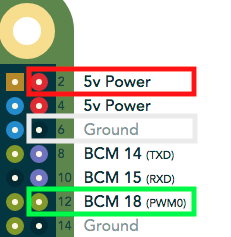 2 5v Power
4 5v Power
6 Ground
8 BCM 14 (TXD)
10 BCM 15 (RXD)
12 BCM 18 (PWM0)
14 Ground